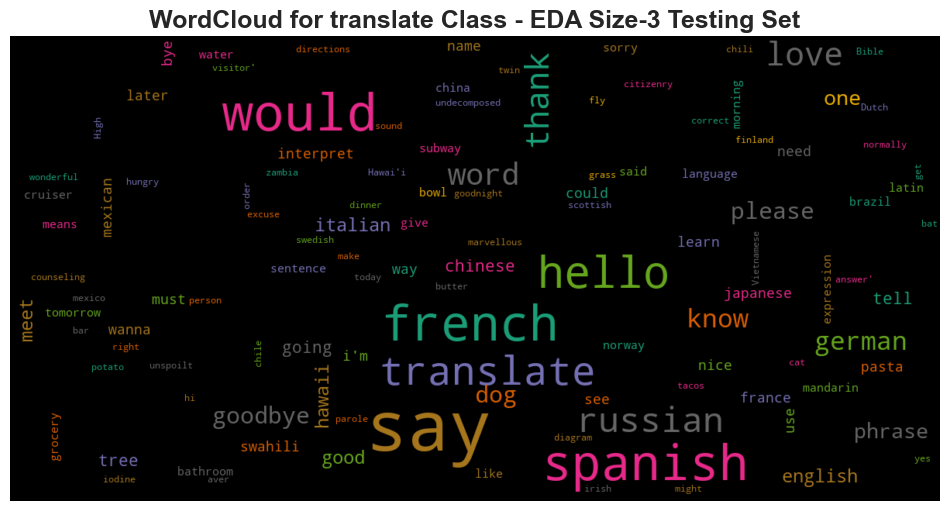 WordCloud for translate Class - EDA Size-3 Testing Set
bye
water
visitor'
directions
name
sorry
chili
love
Bible
twin
thank
citizenry
later
china
undecomposed
fly
morning
one
Dutch
would
sound
High
correct
finland
normally
subway
interpret
need
word
said
grass
language
get
wonderful
zambia
Hawai'i
hungry
cruiser
mexican
order
bowl
goodnight
could
latin
brazil
dinner
scottish
please
excuse
means
italian
give
bat
swedish
marvellous
learn
Vietnamese
make
sentence
today
way
chinese
hello
expression
answer'
counseling
butter
japanese
tell
mexico
must
person
meet
tomorrow
french
know
bar
wanna
german
right
chile
going
i'm
norway
potato
unspoilt
translate
nice
cat
pasta
hawaii
dog
tacos
mandarin
hi
see
france
goodbye
parole
say
russian
use
grocery
swahili
diagram
phrase
tree
good
bathroom
like
spanish
english
yes
iodine
aver
irish
might